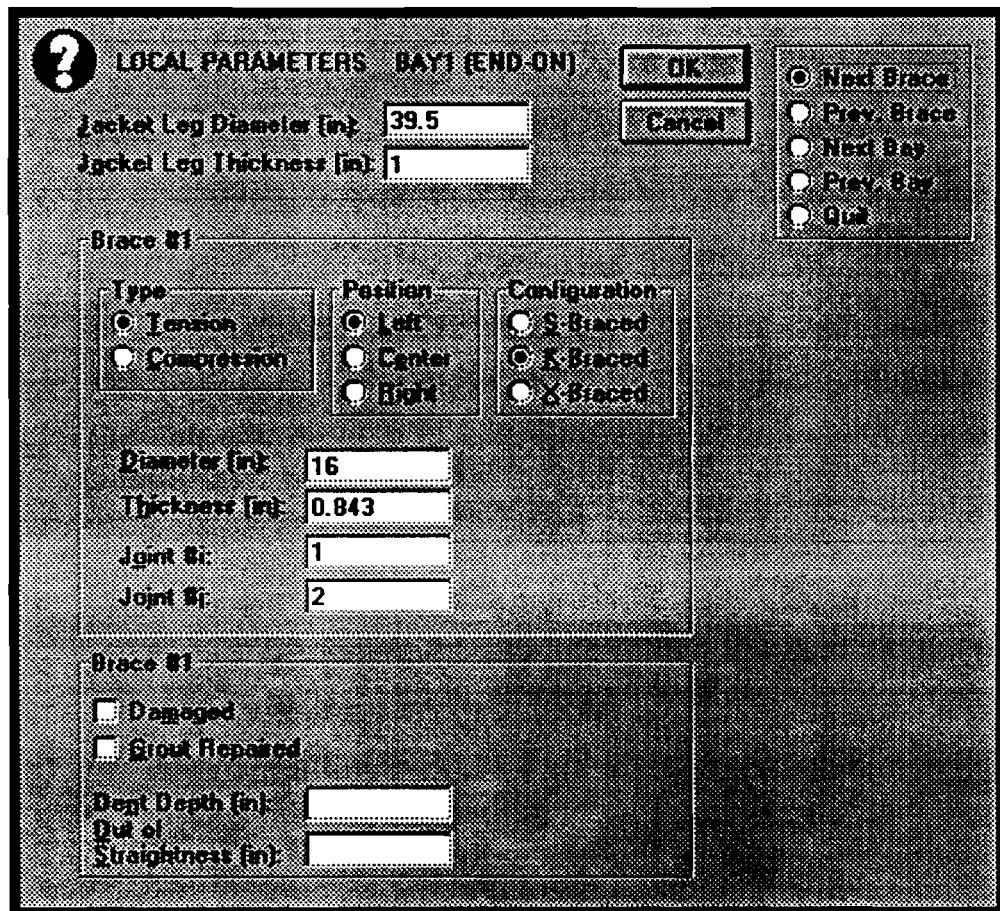 LOCAL PARAMETERS BAY1 (END-ON)
OK
Cancel
Next Brace
Prev. Brace
Next Bay
Prev. Bay
Quit
Jacket Leg Diameter (in): 39.5
Jacket Leg Thickness (in): 1
Brace #1
Type
Tension
Compression
Position
Left
Center
Right
Configuration
S-Braced
K-Braced
X-Braced
Diameter (in): 16
Thickness (in): 0.843
Joint #i: 1
Joint #j: 2
Brace #1
Damaged
Grout Repaired
Dent Depth (in):
Out of
Straightness (in):